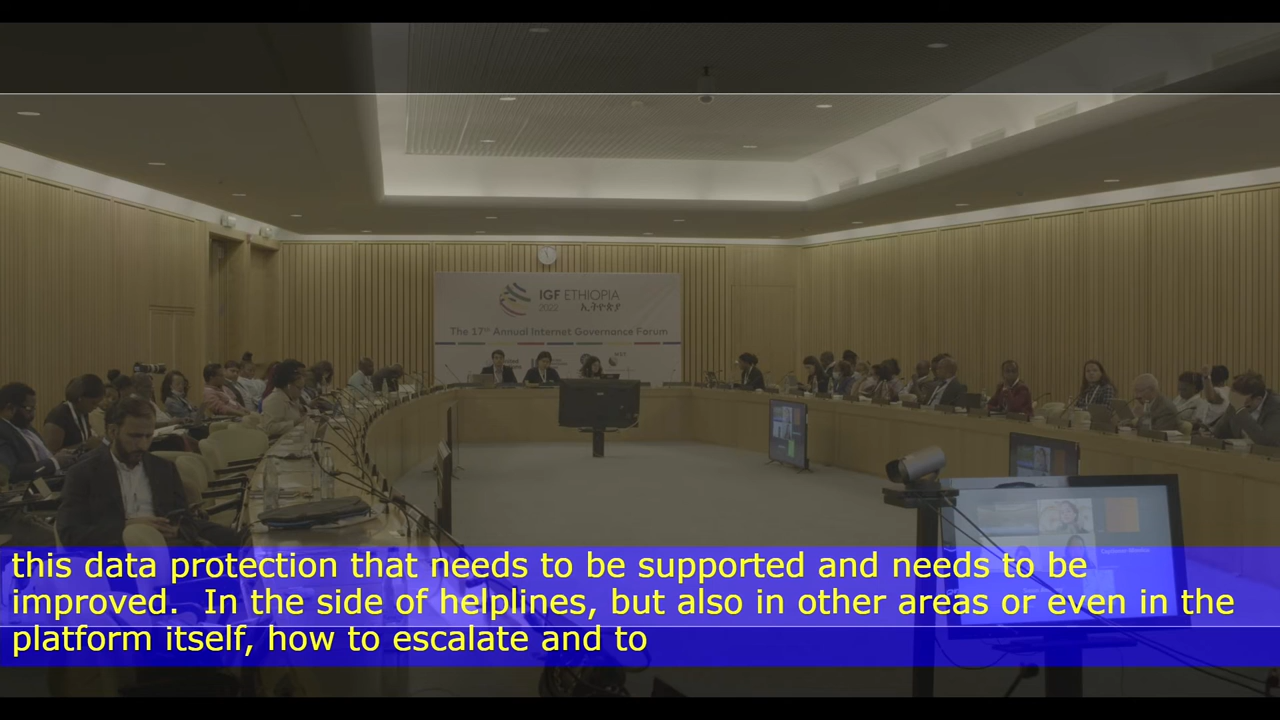 IGF ETHIOPIA
2022 ኢትዮጵያ
The 17th Annual Internet Governance Forum
this data protection that needs to be supported and needs to be
improved.  In the side of helplines, but also in other areas or even in the
platform itself, how to escalate and to